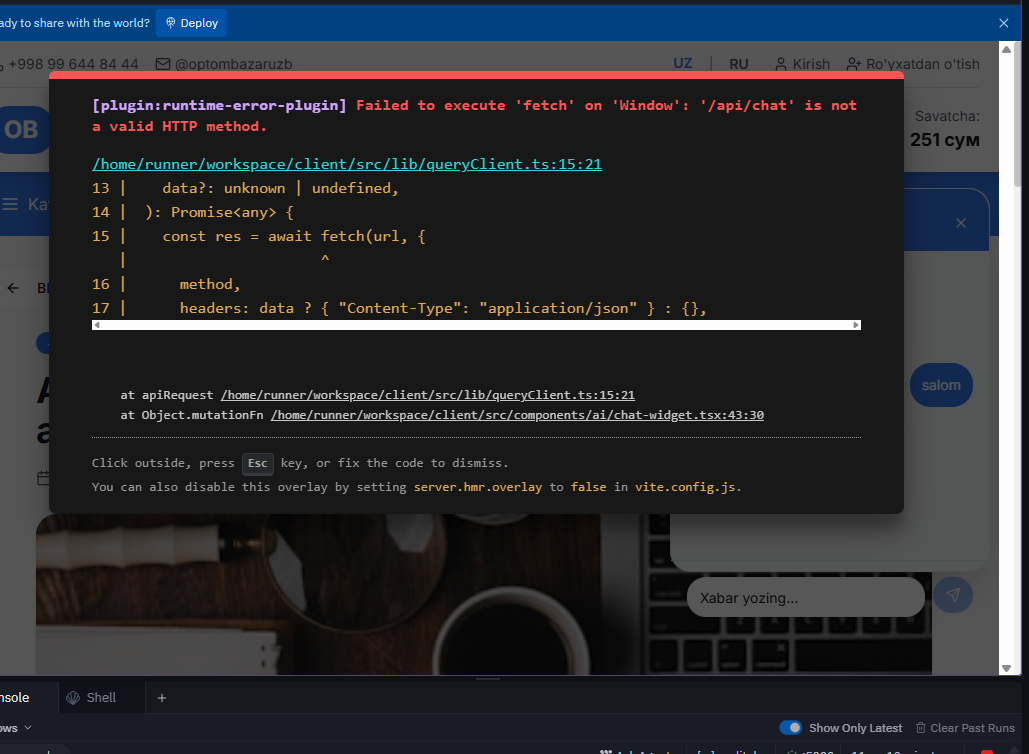 ady to share with the world?
Deploy
+998 99 644 84 44
@optombazaruzb
UZ
RU
Kirish
Ro'yxatdan o'tish
OB
Savatcha:
251 сум
[plugin:runtime-error-plugin] Failed to execute 'fetch' on 'Window': '/api/chat' is not
a valid HTTP method.
/home/runner/workspace/client/src/lib/queryClient.ts:15:21
13 |     data?: unknown | undefined,
14 |   ): Promise<any> {
15 |     const res = await fetch(url, {
   |                       ^
16 |       method,
17 |       headers: data ? { "Content-Type": "application/json" } : {},
at apiRequest /home/runner/workspace/client/src/lib/queryClient.ts:15:21
at Object.mutationFn /home/runner/workspace/client/src/components/ai/chat-widget.tsx:43:30
Click outside, press Esc key, or fix the code to dismiss.
You can also disable this overlay by setting server.hmr.overlay to false in vite.config.js.
salom
Xabar yozing...
nsole
Shell
ows
Show Only Latest
Clear Past Runs